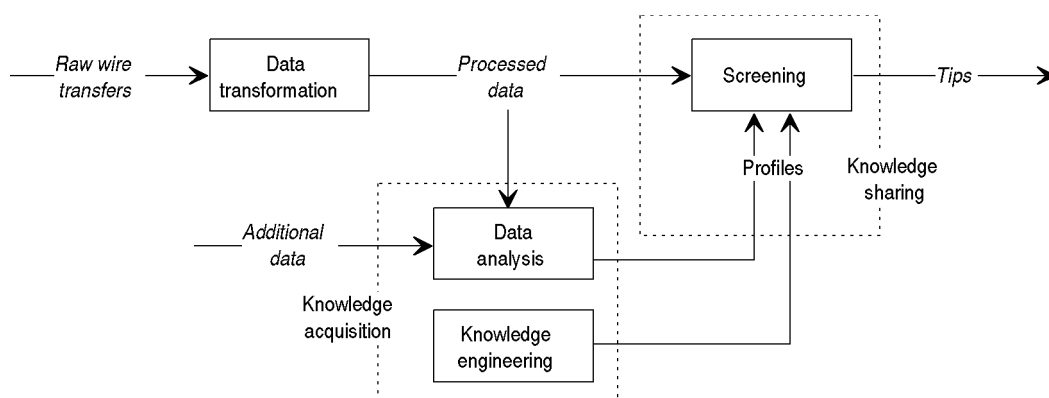 Raw wire
transfers
Data
transformation
Processed
data
Screening
Tips
Profiles
Knowledge
sharing
Additional
data
Data
analysis
Knowledge
acquisition
Knowledge
engineering